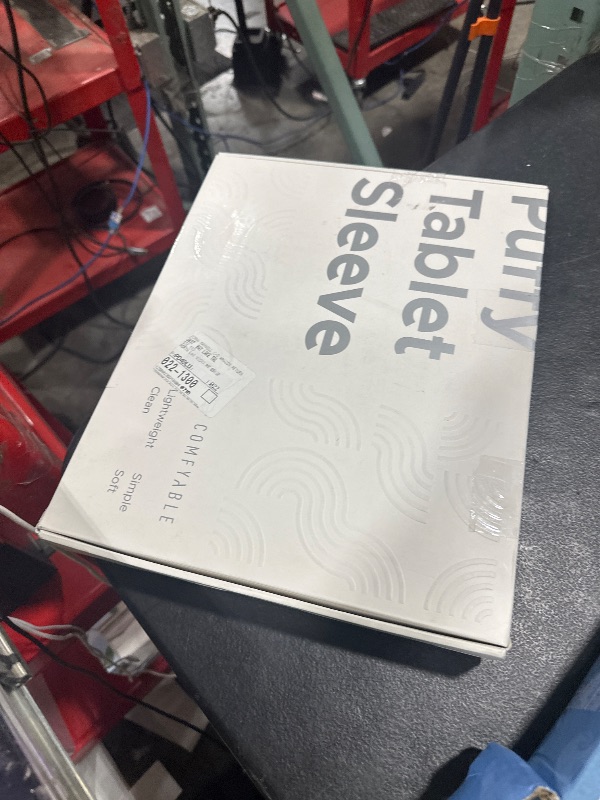 Puffy
Tablet
Sleeve
022-1300
COMFYABLE
Lightweight
Simple
Clean
Soft